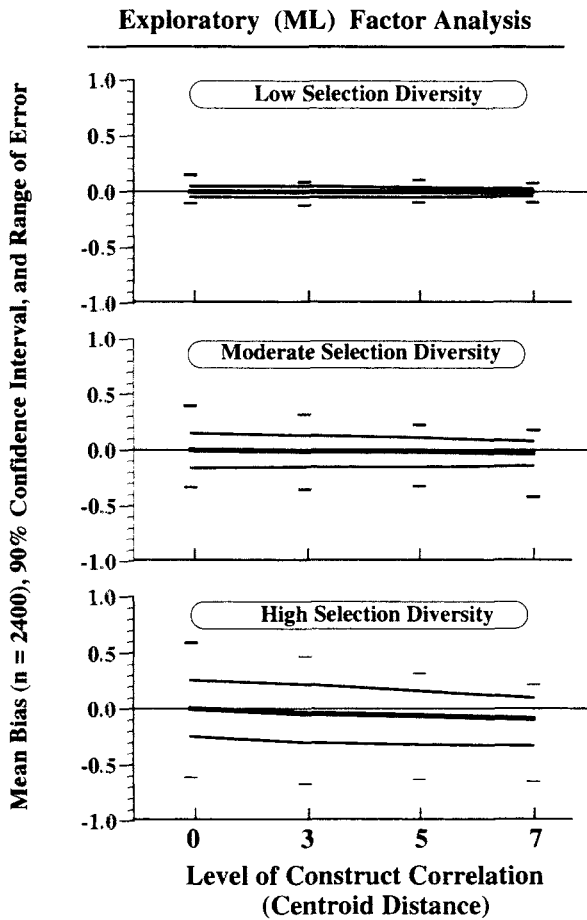 Exploratory (ML) Factor Analysis
Mean Bias (n = 2400), 90% Confidence Interval, and Range of Error
Low Selection Diversity
1.0
0.5
0.0
-0.5
-1.0
Moderate Selection Diversity
1.0
0.5
0.0
-0.5
-1.0
High Selection Diversity
1.0
0.5
0.0
-0.5
-1.0
0 3 5 7
Level of Construct Correlation
(Centroid Distance)